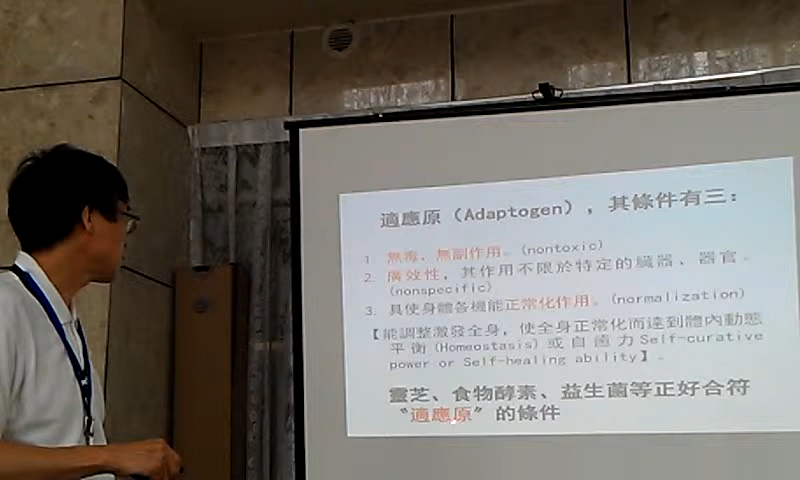 適應原（Adaptogen），其條件有三：
1. 無毒、無副作用。(nontoxic)
2. 廣效性，其作用不限於特定的臟器、器官。
(nonspecific)
3. 具使身體各機能正常化作用。(normalization)
【能調整激發全身，使全身正常化而達到體內動態
平衡(Homeostasis)或自癒力Self-curative
power or Self-healing ability】。
靈芝、食物酵素、益生菌等正好合符
“適應原”的條件